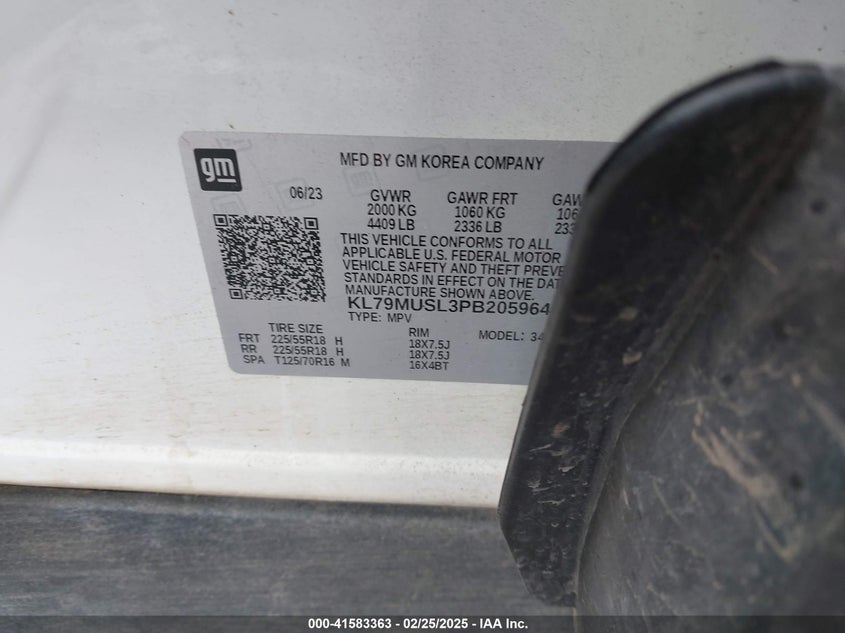 gm
MFD BY GM KOREA COMPANY
06/23 GVWR GAWR FRT
2000 KG 1060 KG
4409 LB 2336 LB
THIS VEHICLE CONFORMS TO ALL
APPLICABLE U.S. FEDERAL MOTOR
VEHICLE SAFETY AND THEFT PREVE
STANDARDS IN EFFECT ON THE DAT
MANUFACTURE SHOWN ABOVE.
KL79MUSL3PB205964
TYPE: MPV
TIRE SIZE RIM MODEL: 34
FRT 225/55R18 H 18X7.5J
RR 225/55R18 H 18X7.5J
SPA T125/70R16 M 16X4BT
000-41583363 - 02/25/2025 - IAA Inc.